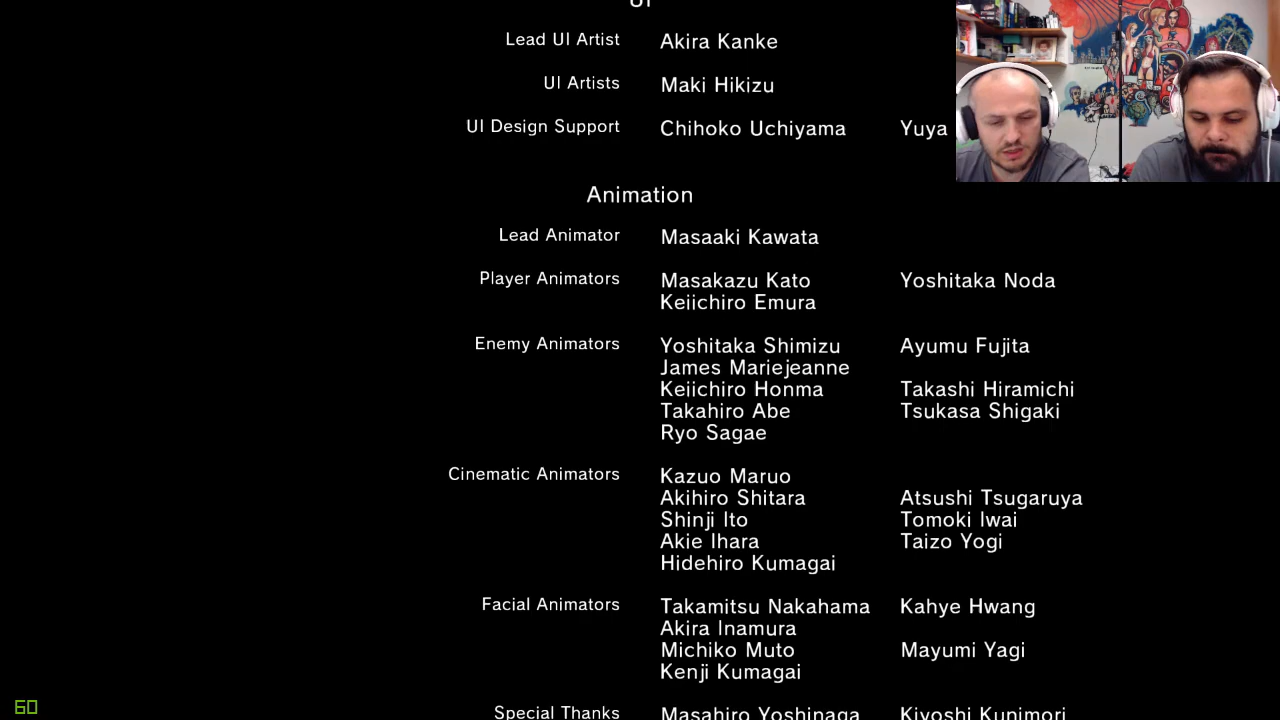 UI
Lead UI Artist Akira Kanke
UI Artists Maki Hikizu
UI Design Support Chihoko Uchiyama Yuya
Animation
Lead Animator Masaaki Kawata
Player Animators Masakazu Kato Yoshitaka Noda
Keiichiro Emura
Enemy Animators Yoshitaka Shimizu Ayumu Fujita
James Mariejeanne
Keiichiro Honma Takashi Hiramichi
Takahiro Abe Tsukasa Shigaki
Ryo Sagae
Cinematic Animators Kazuo Maruo
Akihiro Shitara Atsushi Tsugaruya
Shinji Ito Tomoki Iwai
Akie Ihara Taizo Yogi
Hidehiro Kumagai
Facial Animators Takamitsu Nakahama Kahye Hwang
Akira Inamura
Michiko Muto Mayumi Yagi
Kenji Kumagai
Special Thanks Masahiro Yoshinaga Kiyoshi Kunimori
60